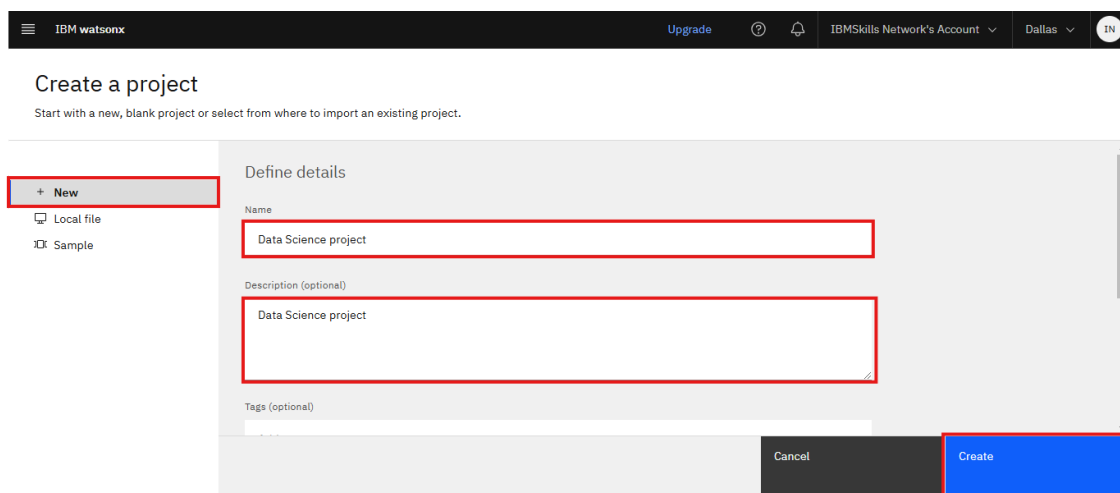 IBM watsonx
Upgrade
IBMSkills Network's Account
Dallas
IN
Create a project
Start with a new, blank project or select from where to import an existing project.
+ New
Local file
Sample
Define details
Name
Data Science project
Description (optional)
Data Science project
Tags (optional)
Cancel
Create